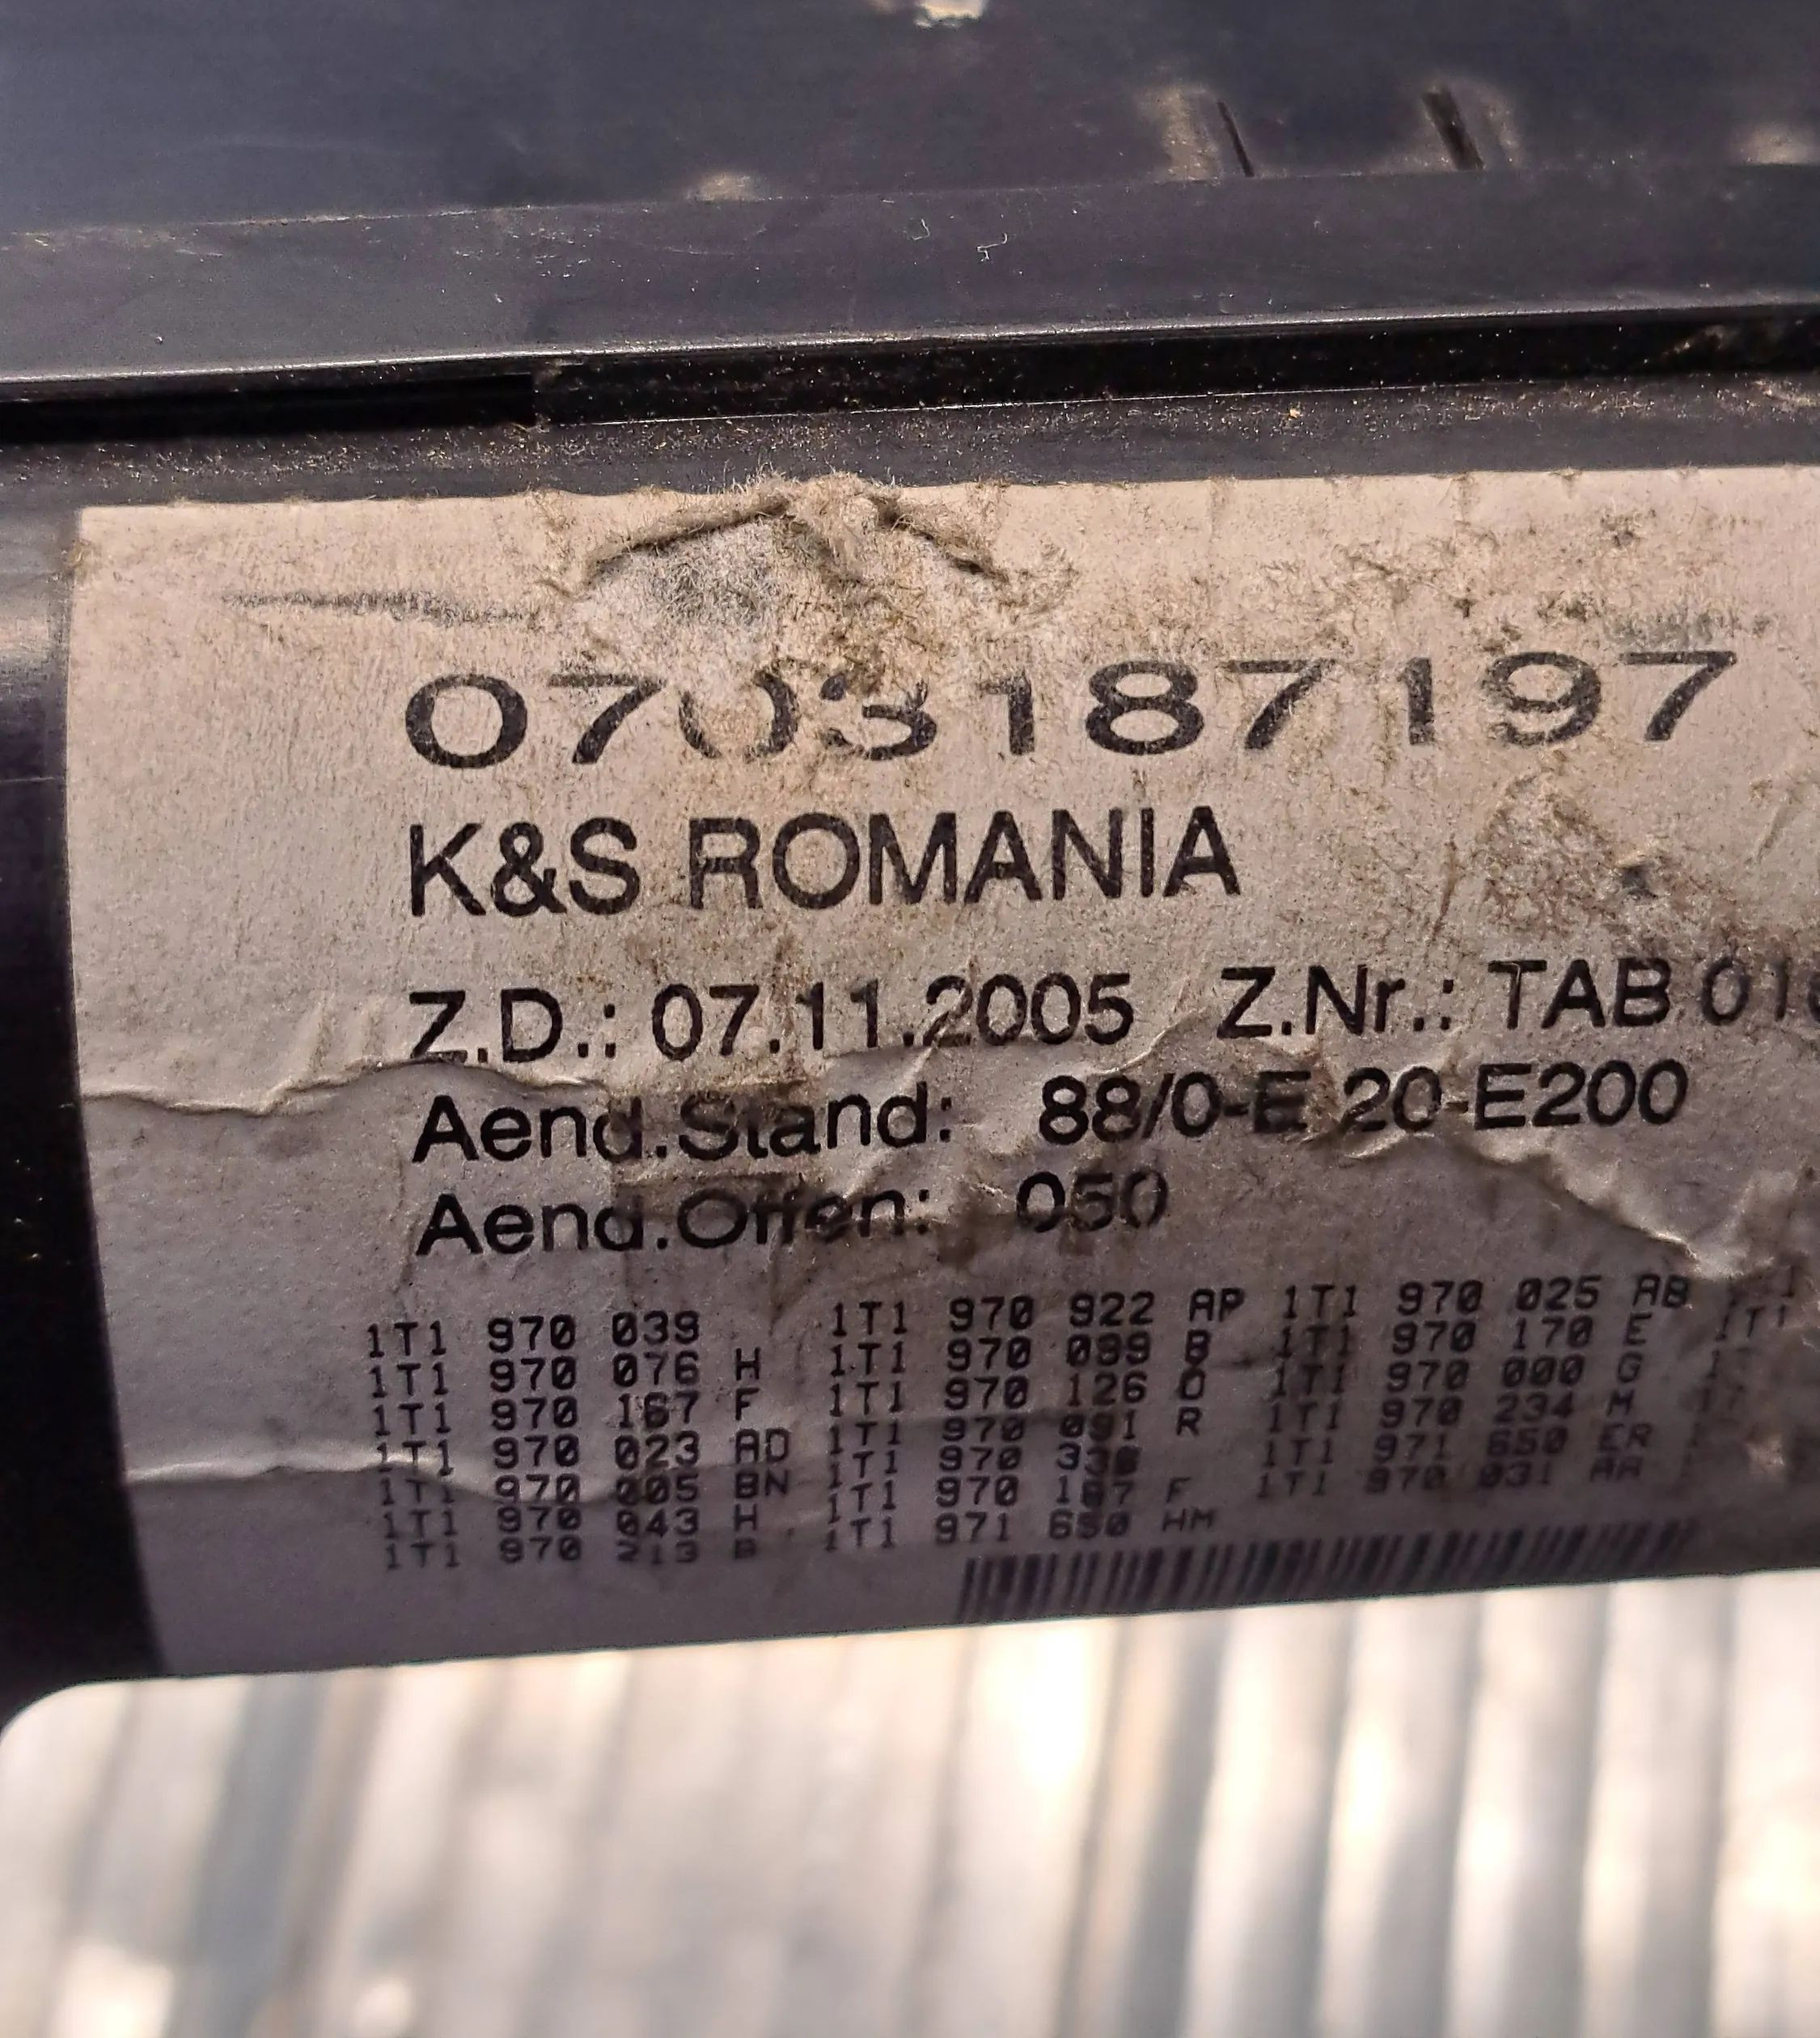 0703187197
K&S ROMANIA
Z.D.: 07.11.2005 Z.Nr.: TAB
Aend.Stand: 88/0-E 20-E200
Aend.Offen: 050
1T1 970 039 1T1 970 922 AP 1T1 970 025 AB
1T1 970 076 H 1T1 970 039 B 1T1 970 170 E 1T1
1T1 970 167 F 1T1 970 126 1T1 970 000 G
1T1 970 023 AD 1T1 970 091 R 1T1 970 234 M
1T1 970 005 BN 1T1 970 1T1 971 650 ER
1T1 970 043 H 1T1 970 F 1T1 970 031 AA
1T1 970 213 1T1 971 650 HM